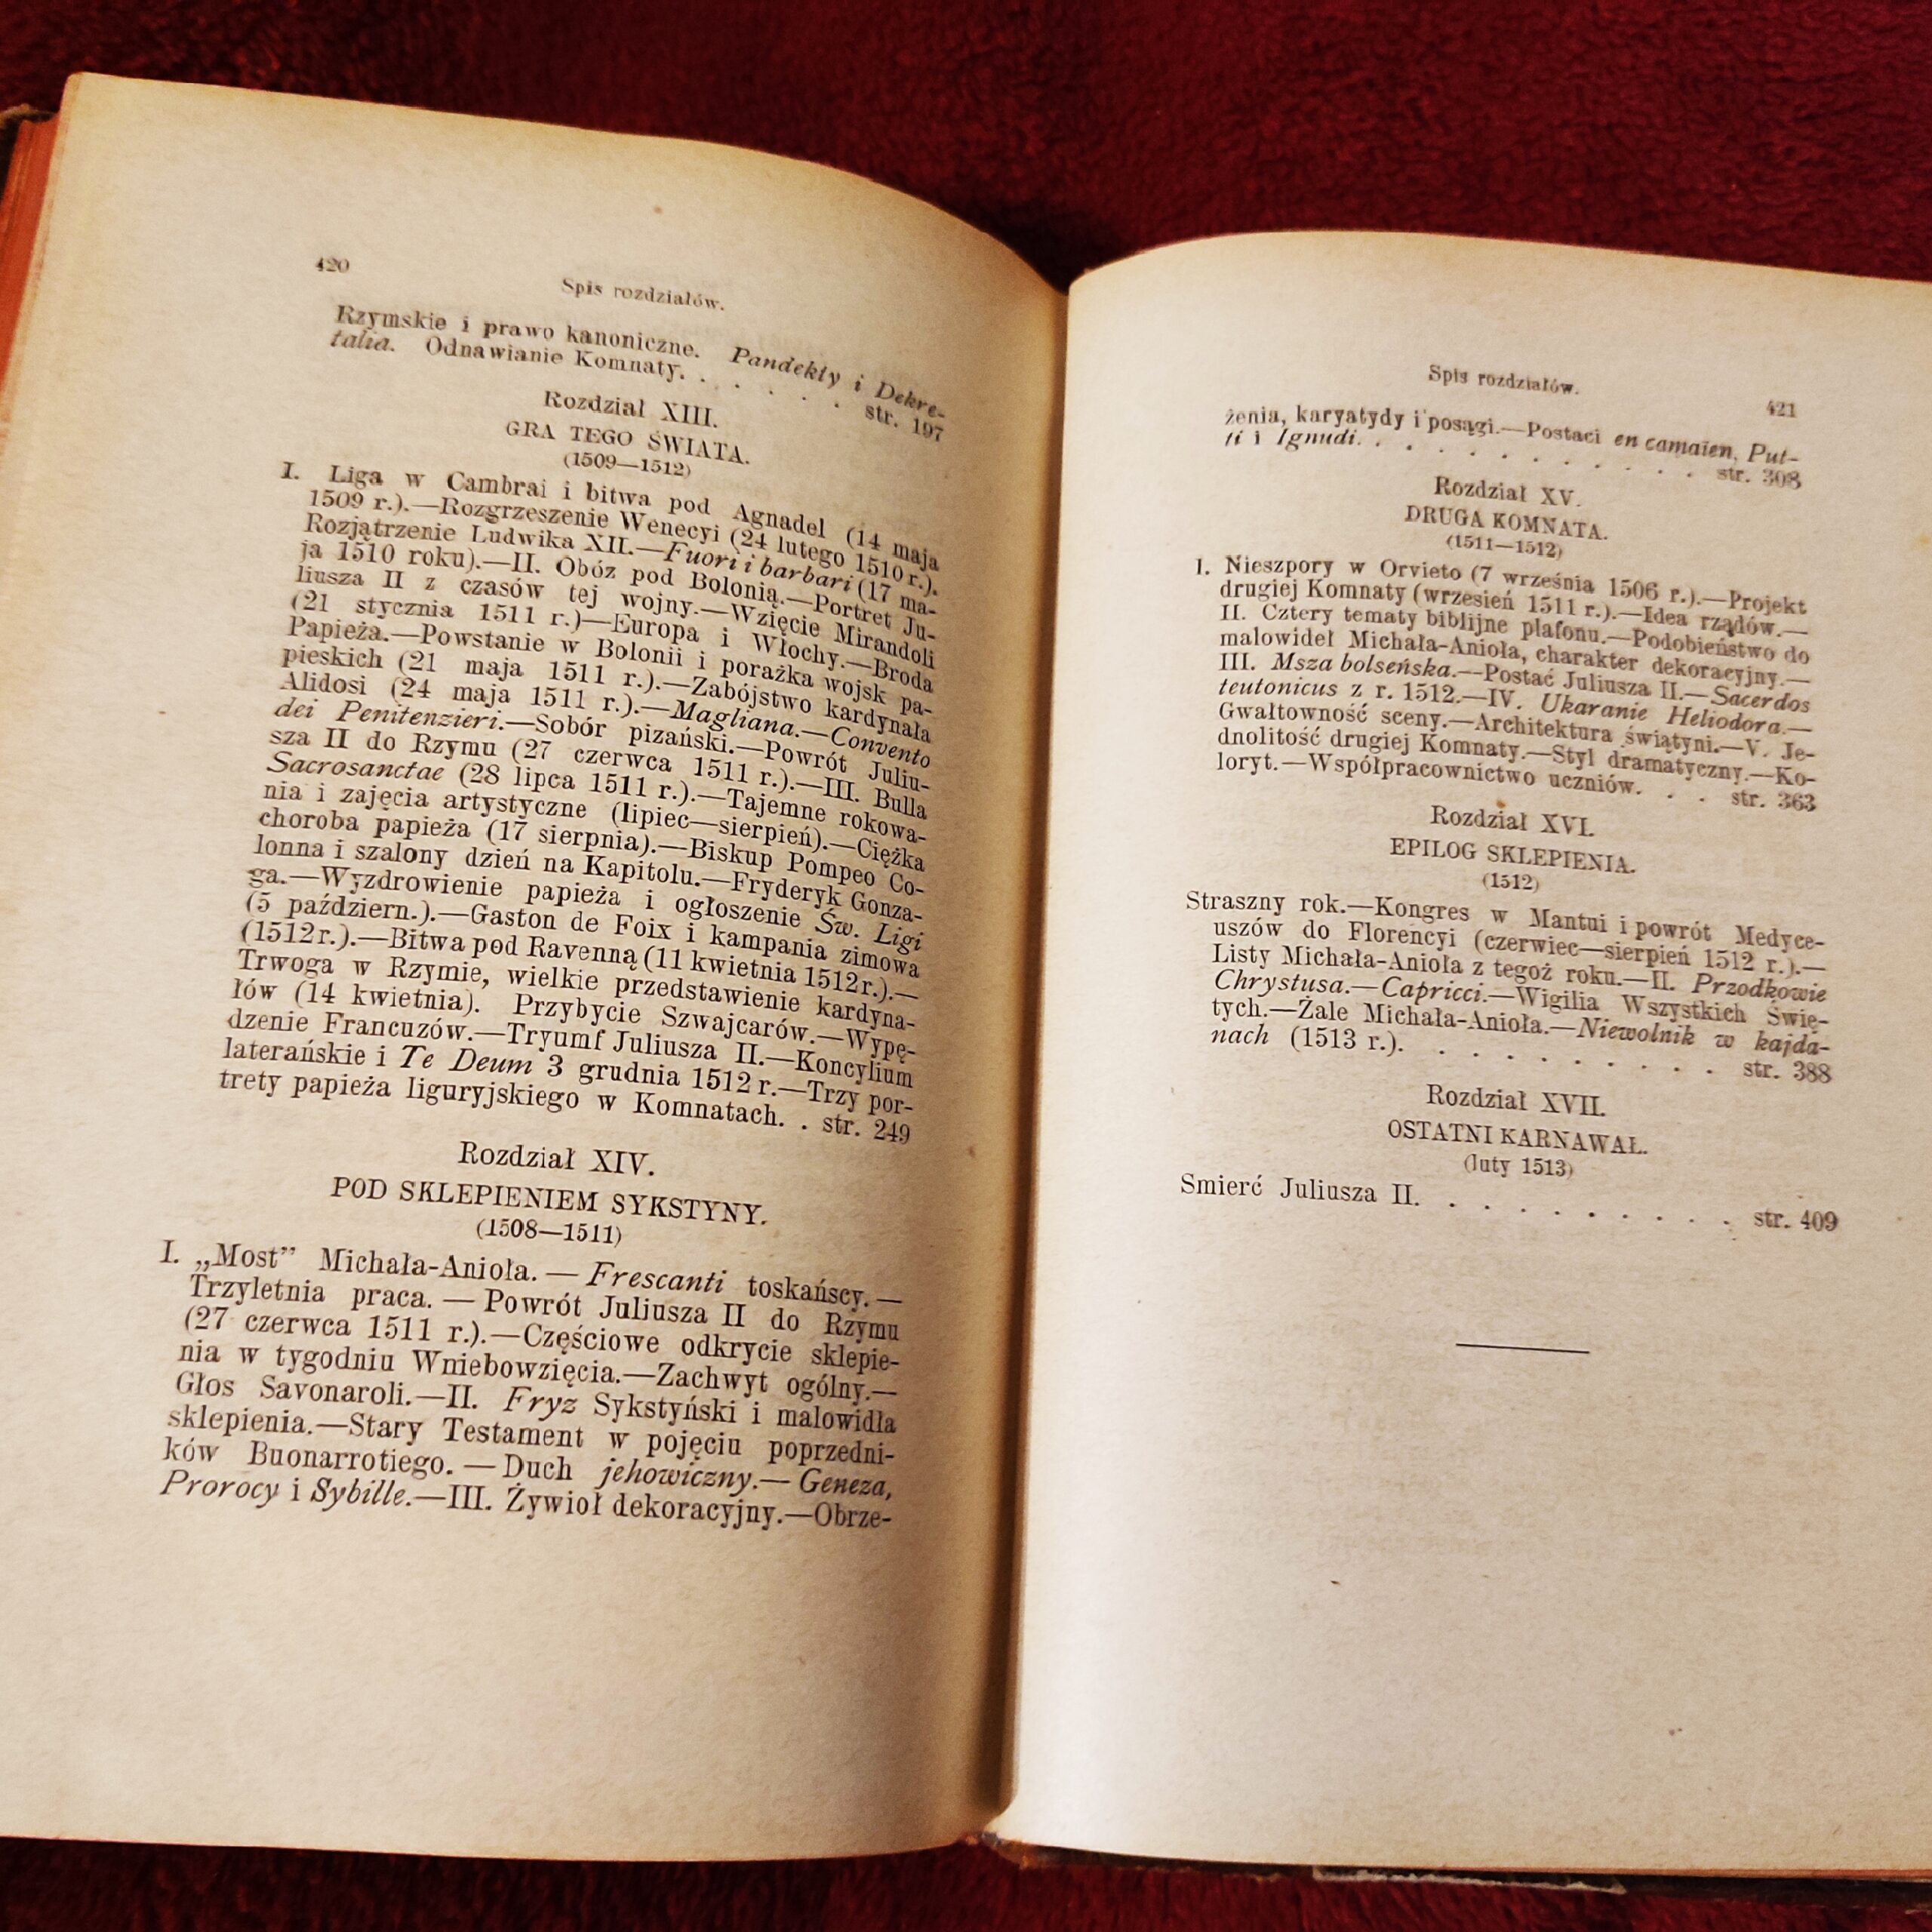 420
Spis rozdziałów.
Rzymskie i prawo kanoniczne. Pandekty i Dekre-
talia. Odnawianie Komnaty. . . . . . str. 197
Rozdział XIII.
GRA TEGO ŚWIATA.
(1509—1512)
I. Liga w Cambrai i bitwa pod Agnadel (14 maja
1509 r.).—Rozgrzeszenie Wenecyi (24 lutego 1510 r.).
Rozjątrzenie Ludwika XII.—Fuori i barbari (17 ma-
ja 1510 roku).—II. Obóz pod Bolonią.—Portret Ju-
liusza II z czasów tej wojny.—Wzięcie Mirandoli
(21 stycznia 1511 r.)—Europa i Włochy.—Broda
Papieża.—Powstanie w Bolonii i porażka wojsk pa-
pieskich (21 maja 1511 r.).—Zabójstwo kardynała
Alidosi (24 maja 1511 r.).—Magliana.—Convento
dei Penitenzieri.—Sobór pizański.—Powrót Juliu-
sza II do Rzymu (27 czerwca 1511 r.).—III. Bulla
Sacrosanctae (28 lipca 1511 r.).—Tajemne rokowa-
nia i zajęcia artystyczne (lipiec—sierpień).—Ciężka
choroba papieża (17 sierpnia).—Biskup Pompeo Co-
lonna i szalony dzień na Kapitolu.—Fryderyk Gonza-
ga.—Wyzdrowienie papieża i ogłoszenie Św. Ligi
(5 październ.).—Gaston de Foix i kampania zimowa
(1512 r.).—Bitwa pod Ravenną (11 kwietnia 1512 r.).—
Trwoga w Rzymie, wielkie przedstawienie kardyna-
łów (14 kwietnia). Przybycie Szwajcarów.—Wypę-
dzenie Francuzów.—Tryumf Juliusza II.—Koncylium
laterańskie i Te Deum 3 grudnia 1512 r.—Trzy por-
trety papieża liguryjskiego w Komnatach. . str. 249
Rozdział XIV.
POD SKLEPIENIEM SYKSTYNY.
(1508—1511)
I. „Most” Michała-Anioła. — Frescanti toskańscy. —
Trzyletnia praca. — Powrót Juliusza II do Rzymu
(27 czerwca 1511 r.).—Częściowe odkrycie sklepie-
nia w tygodniu Wniebowzięcia.—Zachwyt ogólny.—
Głos Savonaroli.—II. Fryz Sykstyński i malowidła
sklepienia.—Stary Testament w pojęciu poprzedni-
ków Buonarrotiego. — Duch jehowiczny.— Geneza,
Prorocy i Sybille.—III. Żywioł dekoracyjny.—Obrze-
Spis rozdziałów.
421
żenia, karyatydy i posągi.—Postaci en camaïen, Put-
ti i Ignudi. . . . . . . . . . . str. 308
Rozdział XV.
DRUGA KOMNATA.
(1511—1512)
I. Nieszpory w Orvieto (7 września 1506 r.).—Projekt
drugiej Komnaty (wrzesień 1511 r.).—Idea rządów.—
II. Cztery tematy biblijne plafonu.—Podobieństwo do
malowideł Michała-Anioła, charakter dekoracyjny.—
III. Msza bolseńska.—Postać Juliusza II.—Sacerdos
teutonicus z r. 1512.—IV. Ukaranie Heliodora.—
Gwałtowność sceny.—Architektura świątyni.—V. Je-
dnolitość drugiej Komnaty.—Styl dramatyczny.—Ko-
loryt.—Współpracownictwo uczniów. . . str. 363
Rozdział XVI.
EPILOG SKLEPIENIA.
(1512)
Straszny rok.—Kongres w Mantui i powrót Medyce-
uszów do Florencyi (czerwiec—sierpień 1512 r.).—
Listy Michała-Anioła z tegoż roku.—II. Przodkowie
Chrystusa.—Capricci.—Wigilia Wszystkich Świę-
tych.—Żale Michała-Anioła.—Niewolnik w kajda-
nach (1513 r.). . . . . . . . . . str. 388
Rozdział XVII.
OSTATNI KARNAWAŁ.
(luty 1513)
Smierć Juliusza II. . . . . . . . . . str. 409